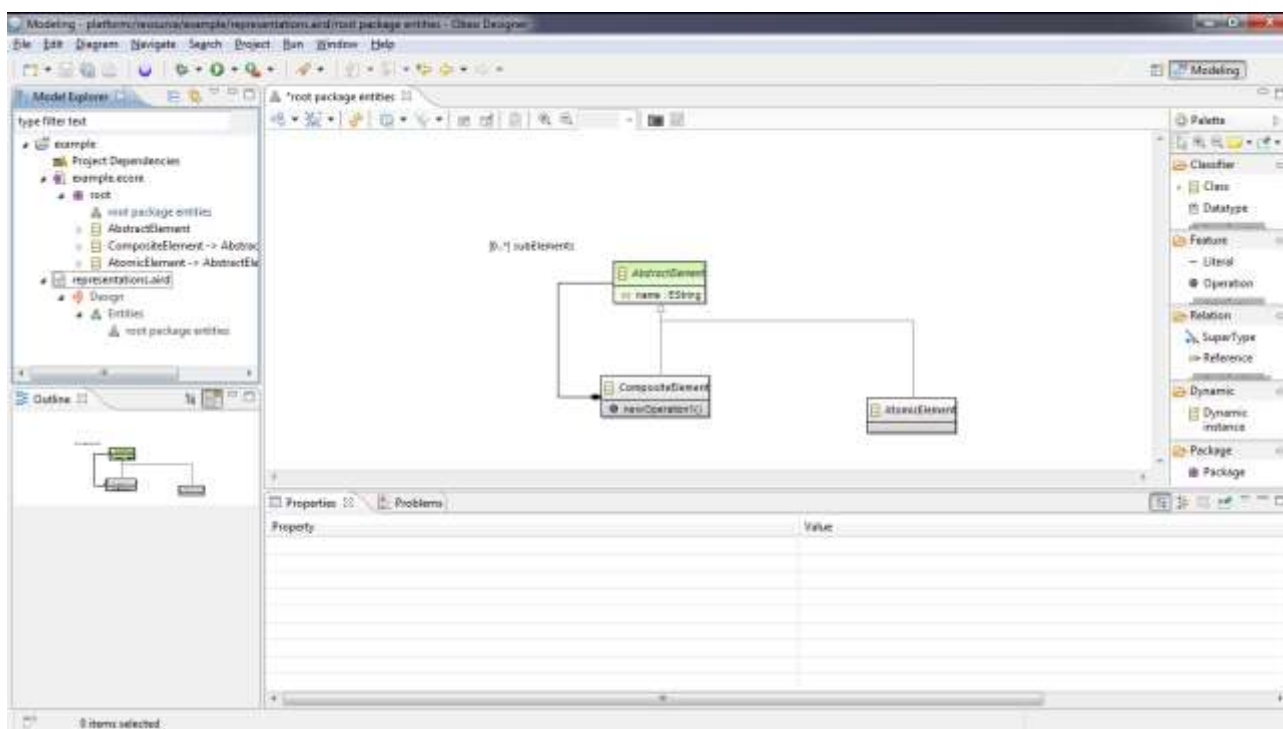 Modeling - platform:/resource/example/representations.aird/root package entities - Obeo Designer
File Edit Diagram Navigate Search Project Run Window Help
Modeling
Model Explorer
*root package entities
type filter text
Palette
example
Project Dependencies
example.ecore
root
root package entities
AbstractElement
CompositeElement -> Abstrac
AtomicElement -> AbstractEle
representations.aird
Design
Entities
root package entities
Classifier
Class
Datatype
Feature
Literal
Operation
Relation
SuperType
Reference
Dynamic
Dynamic
instance
Package
Package
[0..*] subElements
AbstractElement
name : EString
CompositeElement
newOperation1()
AtomicElement
Outline
Properties
Problems
Property
Value
0 items selected